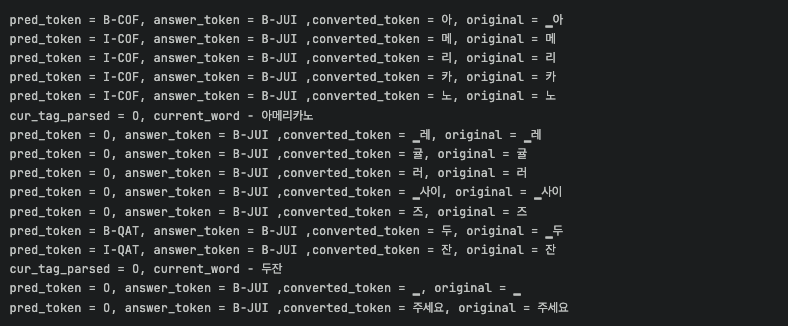 pred_token = B-COF, answer_token = B-JUI ,converted_token = 아, original = ▁아
pred_token = I-COF, answer_token = B-JUI ,converted_token = 메, original = 메
pred_token = I-COF, answer_token = B-JUI ,converted_token = 리, original = 리
pred_token = I-COF, answer_token = B-JUI ,converted_token = 카, original = 카
pred_token = I-COF, answer_token = B-JUI ,converted_token = 노, original = 노
cur_tag_parsed = O, current_word - 아메리카노
pred_token = O, answer_token = B-JUI ,converted_token = ▁레, original = ▁레
pred_token = O, answer_token = B-JUI ,converted_token = 귤, original = 귤
pred_token = O, answer_token = B-JUI ,converted_token = 러, original = 러
pred_token = O, answer_token = B-JUI ,converted_token = ▁사이, original = ▁사이
pred_token = O, answer_token = B-JUI ,converted_token = 즈, original = 즈
pred_token = B-QAT, answer_token = B-JUI ,converted_token = 두, original = ▁두
pred_token = I-QAT, answer_token = B-JUI ,converted_token = 잔, original = 잔
cur_tag_parsed = O, current_word - 두잔
pred_token = O, answer_token = B-JUI ,converted_token = ▁, original = ▁
pred_token = O, answer_token = B-JUI ,converted_token = 주세요, original = 주세요